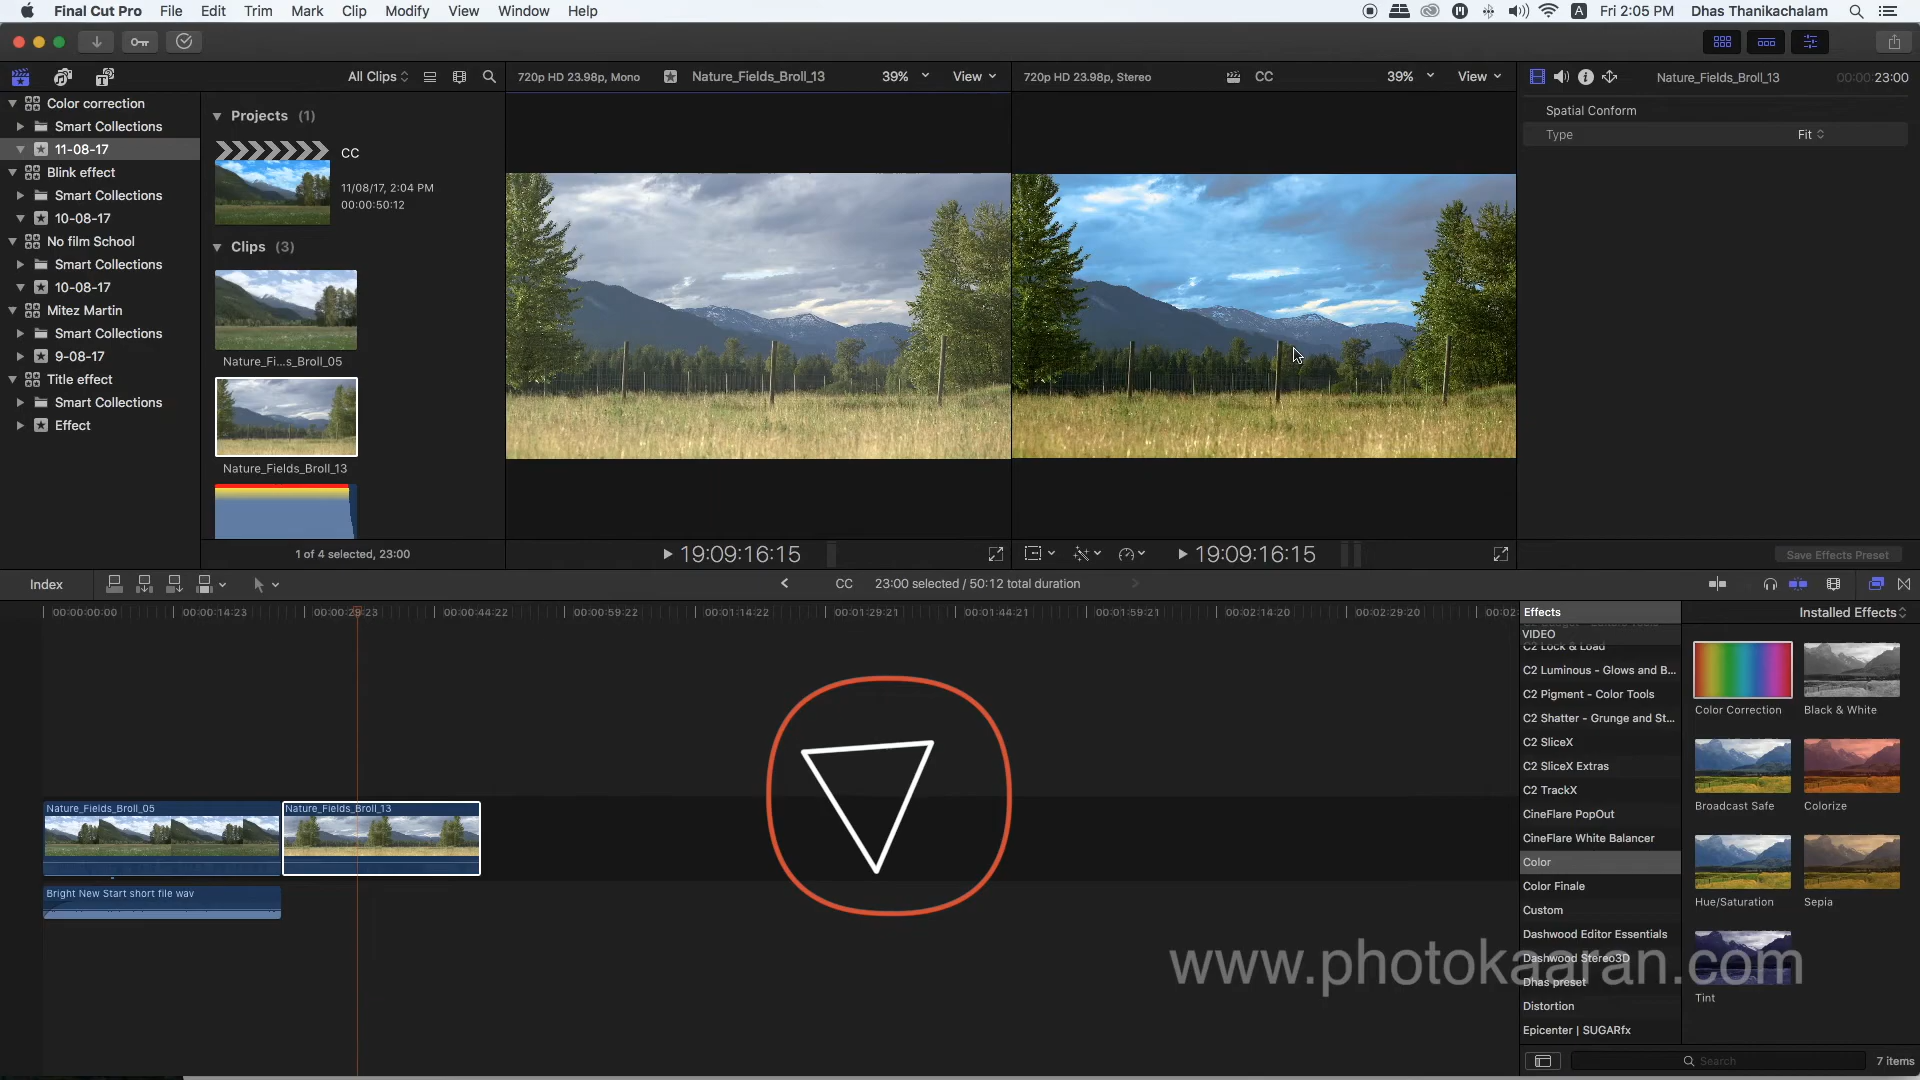 Final Cut Pro File Edit Trim Mark Clip Modify View Window Help
A Fri 2:05 PM Dhas Thanikachalam
All Clips
720p HD 23.98p, Mono Nature_Fields_Broll_13 39% View
720p HD 23.98p, Stereo CC 39% View
Nature_Fields_Broll_13 00:00:23:00
Color correction
Smart Collections
11-08-17
Blink effect
Smart Collections
10-08-17
No film School
Smart Collections
10-08-17
Mitez Martin
Smart Collections
9-08-17
Title effect
Smart Collections
Effect
Projects (1)
CC
11/08/17, 2:04 PM
00:00:50:12
Clips (3)
Nature_Fi...s_Broll_05
Nature_Fields_Broll_13
1 of 4 selected, 23:00
19:09:16:15
19:09:16:15
Spatial Conform
Type Fit
Save Effects Preset
Index
CC 23:00 selected / 50:12 total duration
00:00:00:00 00:00:14:23 00:00:29:23 00:00:44:22 00:00:59:22 00:01:14:22 00:01:29:21 00:01:44:21 00:01:59:21 00:02:14:20 00:02:29:20 00:02:
Nature_Fields_Broll_05
Nature_Fields_Broll_13
Bright New Start short file wav
Effects
Installed Effects
VIDEO
C2 Lock & Load
C2 Luminous - Glows and B...
C2 Pigment - Color Tools
C2 Shatter - Grunge and St...
C2 SliceX
C2 SliceX Extras
C2 TrackX
CineFlare PopOut
CineFlare White Balancer
Color
Color Finale
Custom
Dashwood Editor Essentials
Dashwood Stereo3D
Dhas preset
Distortion
Epicenter | SUGARfx
Color Correction
Black & White
Broadcast Safe
Colorize
Hue/Saturation
Sepia
Tint
www.photokaaran.com
Search
7 items